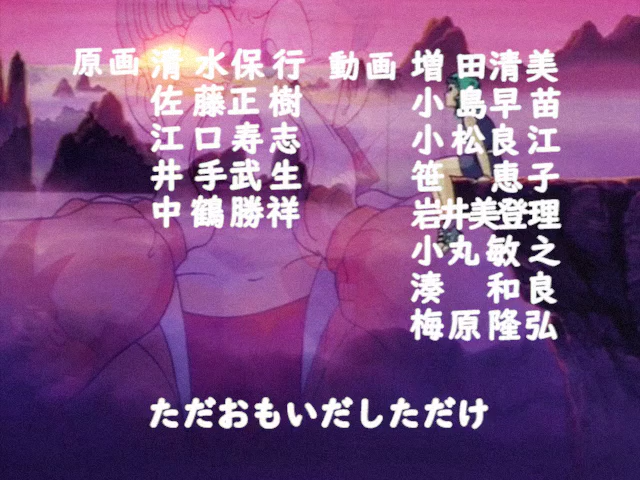 原画 清水保行
佐藤正樹
江口寿志
井手武生
中鶴勝祥
動画 増田清美
小島早苗
小松良江
笹恵子
岩井美登理
小丸敏之
湊和良
梅原隆弘
ただおもいだしただけ